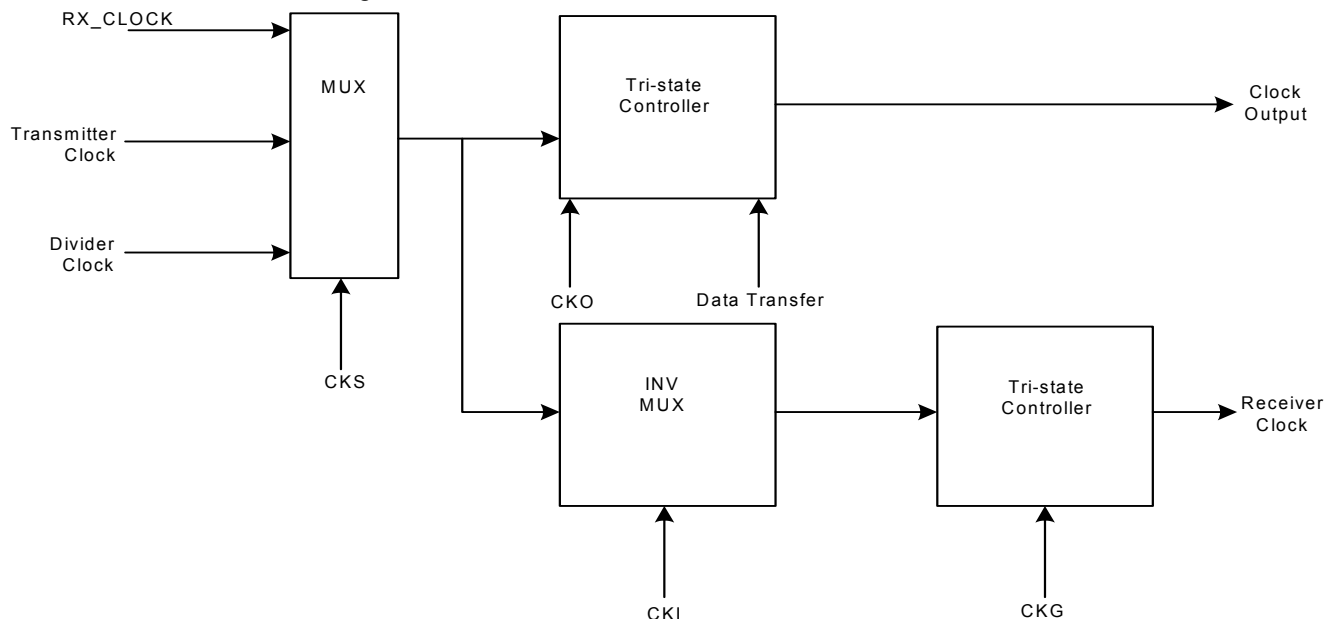 RX_CLOCK
MUX
Transmitter
Clock
Divider
Clock
CKS
Tri-state
Controller
Clock
Output
CKO
Data Transfer
INV
MUX
Tri-state
Controller
Receiver
Clock
CKI
CKG